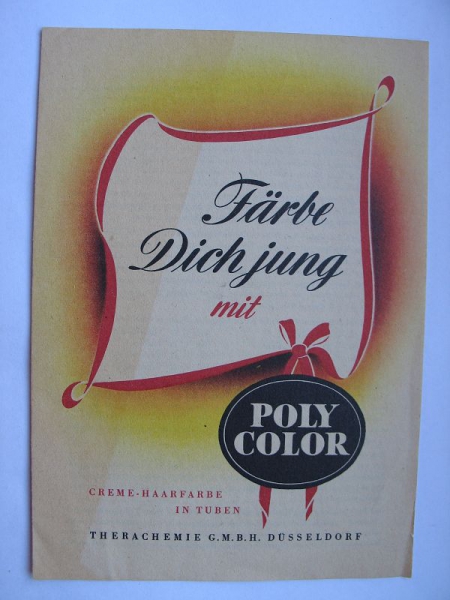 Färbe
Dich jung
mit
POLY
COLOR
CREME-HAARFARBE
IN TUBEN
THERACHEMIE G.M.B.H. DÜSSELDORF